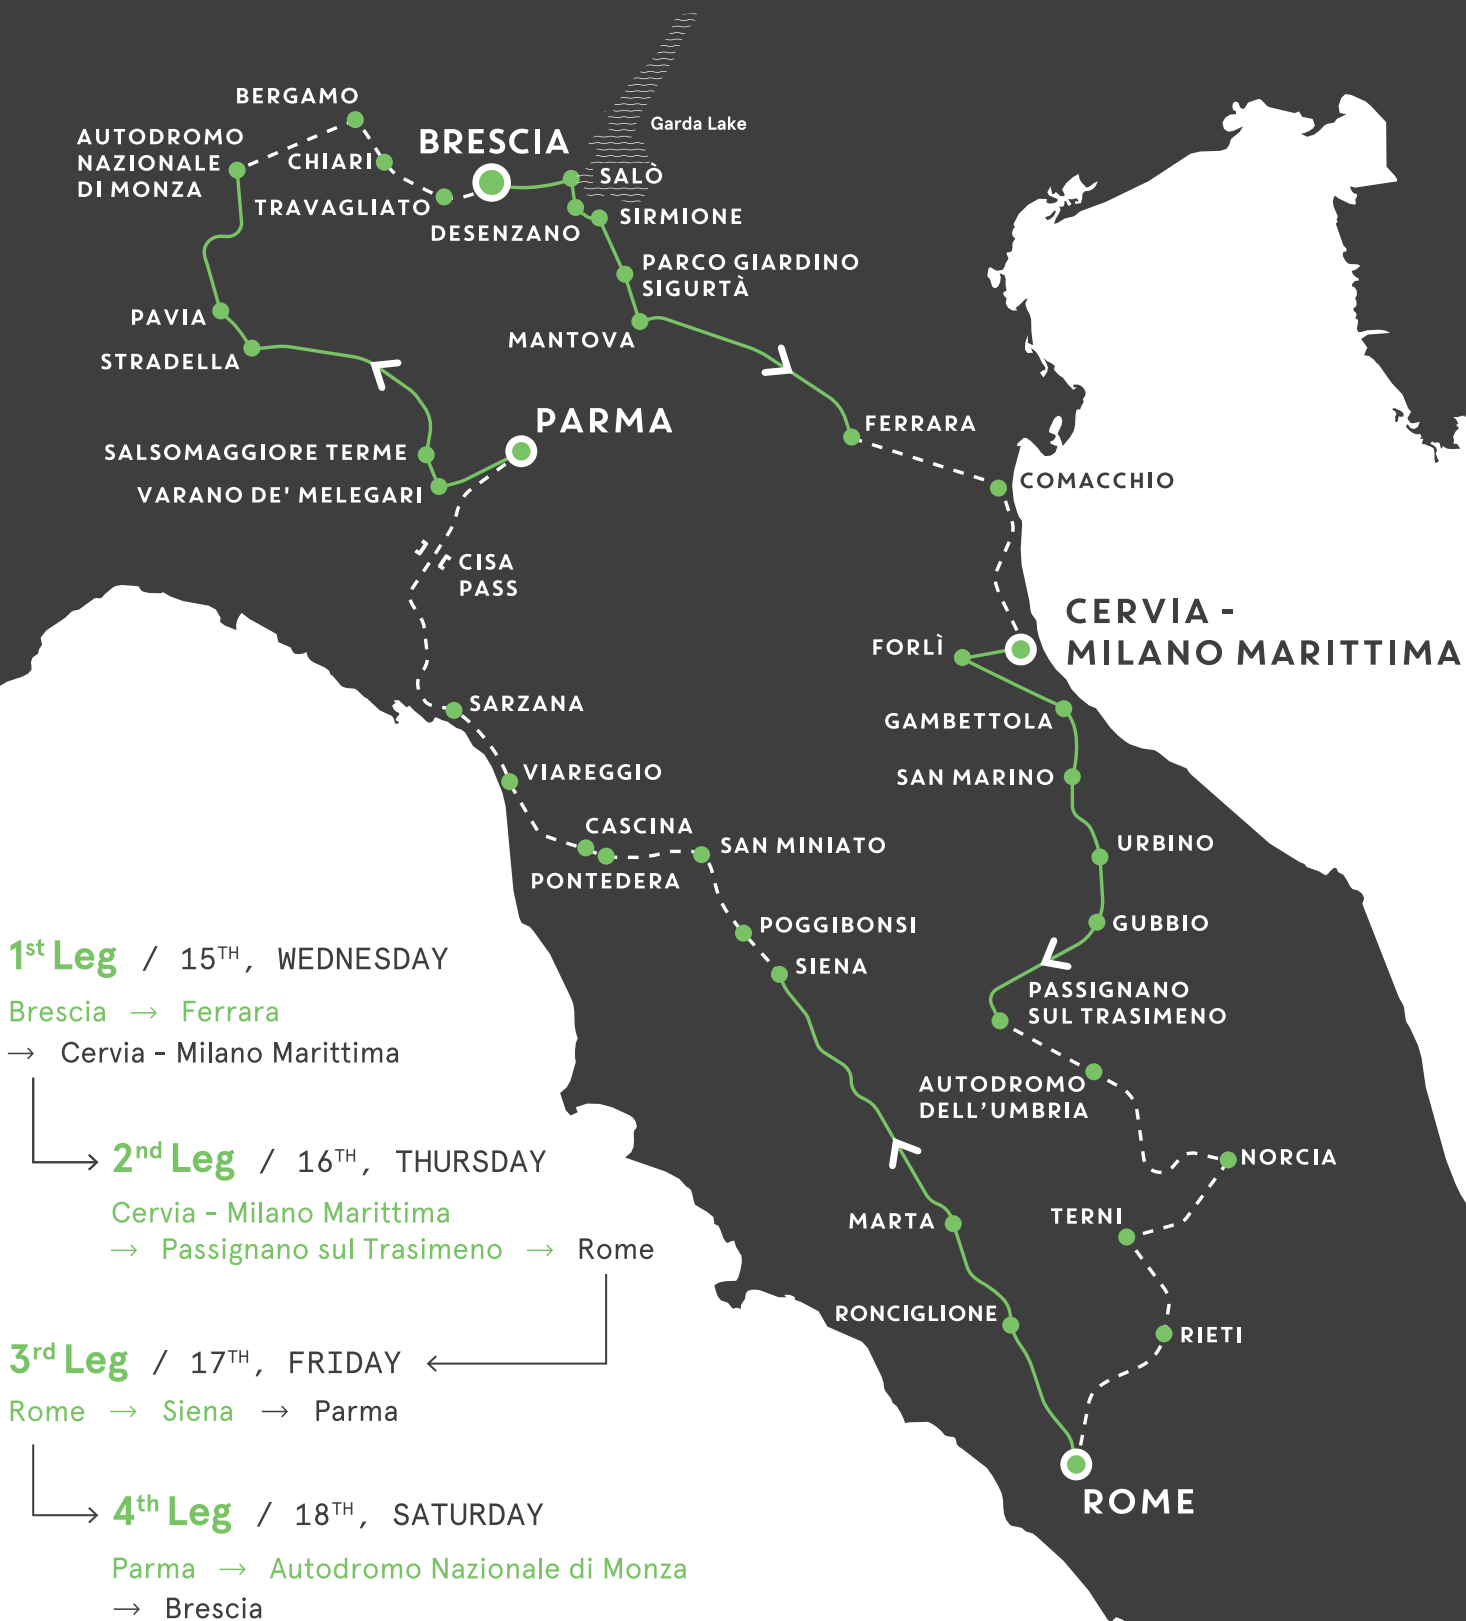 Garda Lake
BERGAMO
AUTODROMO
NAZIONALE
DI MONZA
CHIARI
BRESCIA
SALÒ
TRAVAGLIATO
DESENZANO
SIRMIONE
PARCO GIARDINO
SIGURTÀ
PAVIA
MANTOVA
STRADELLA
PARMA
FERRARA
SALSOMAGGIORE TERME
COMACCHIO
VARANO DE' MELEGARI
CISA
PASS
CERVIA -
MILANO MARITTIMA
FORLÌ
SARZANA
GAMBETTOLA
VIAREGGIO
SAN MARINO
CASCINA
SAN MINIATO
URBINO
PONTEDERA
POGGIBONSI
GUBBIO
SIENA
PASSIGNANO
SUL TRASIMENO
AUTODROMO
DELL'UMBRIA
NORCIA
MARTA
TERNI
RONCIGLIONE
RIETI
ROME
1st Leg / 15TH, WEDNESDAY
Brescia → Ferrara
→ Cervia - Milano Marittima
2nd Leg / 16TH, THURSDAY
Cervia - Milano Marittima
→ Passignano sul Trasimeno → Rome
3rd Leg / 17TH, FRIDAY
Rome → Siena → Parma
4th Leg / 18TH, SATURDAY
Parma → Autodromo Nazionale di Monza
→ Brescia